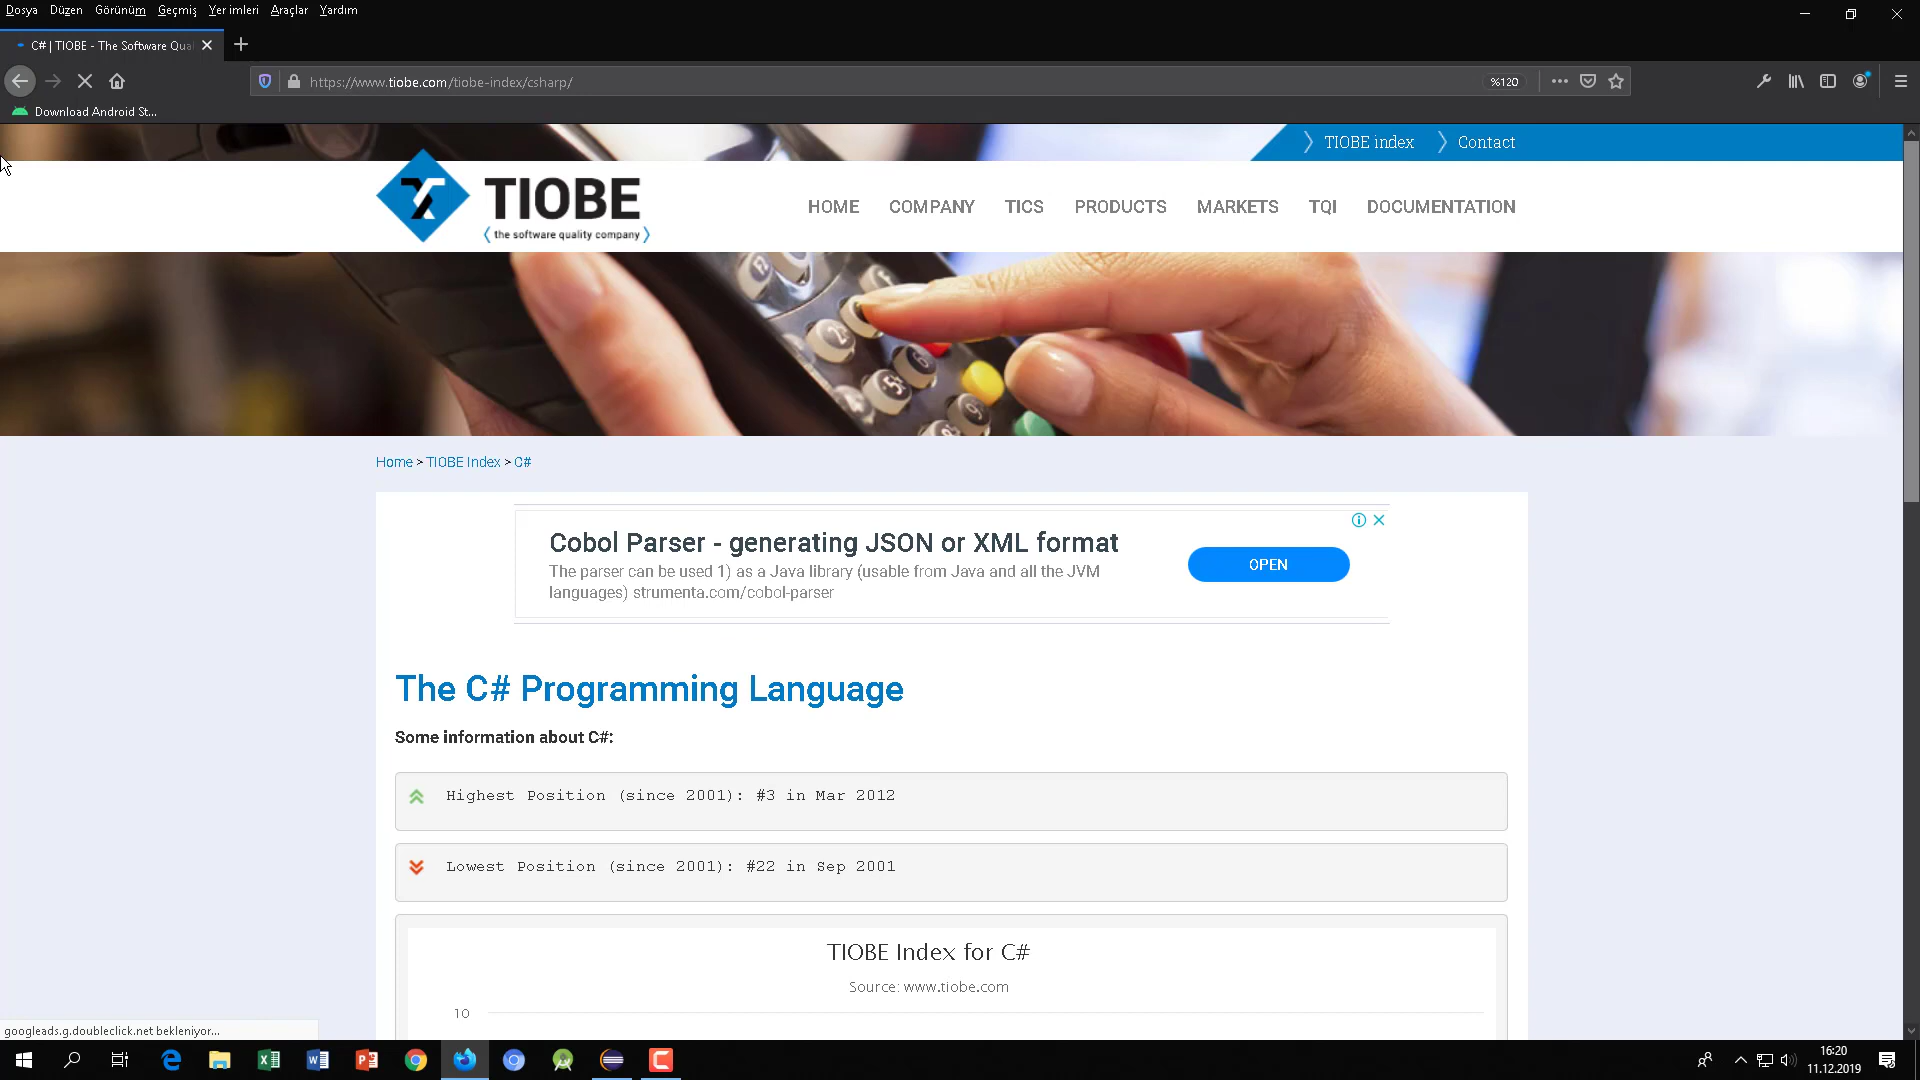 Dosya Düzen Görünüm Geçmiş Yer imleri Araçlar Yardım
C# | TIOBE - The Software Qua
https://www.tiobe.com/tiobe-index/csharp/
%120
Download Android St...
TIOBE index Contact
TIOBE
the software quality company
HOME COMPANY TICS PRODUCTS MARKETS TQI DOCUMENTATION
Home > TIOBE Index > C#
Cobol Parser - generating JSON or XML format
The parser can be used 1) as a Java library (usable from Java and all the JVM
languages) strumenta.com/cobol-parser
OPEN
The C# Programming Language
Some information about C#:
Highest Position (since 2001): #3 in Mar 2012
Lowest Position (since 2001): #22 in Sep 2001
TIOBE Index for C#
Source: www.tiobe.com
10
googleads.g.doubleclick.net bekleniyor...
16:20
11.12.2019